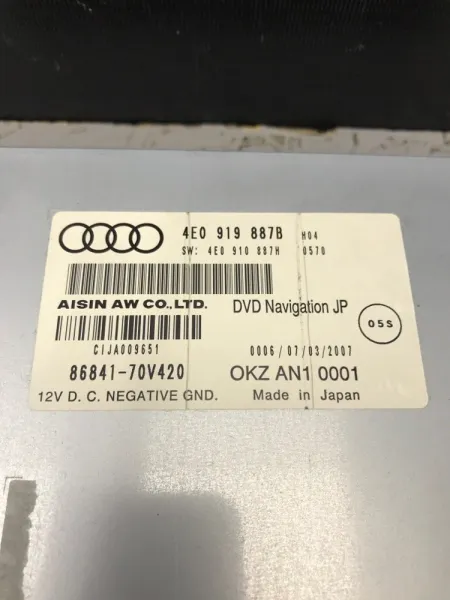 4E0 919 887B H04
SW: 4E0 910 887H 0570
AISIN AW CO., LTD. DVD Navigation JP
05S
CIJA009651 0006/07/03/2007
86841-70V420 OKZ AN1 0001
12V D. C. NEGATIVE GND. Made in Japan